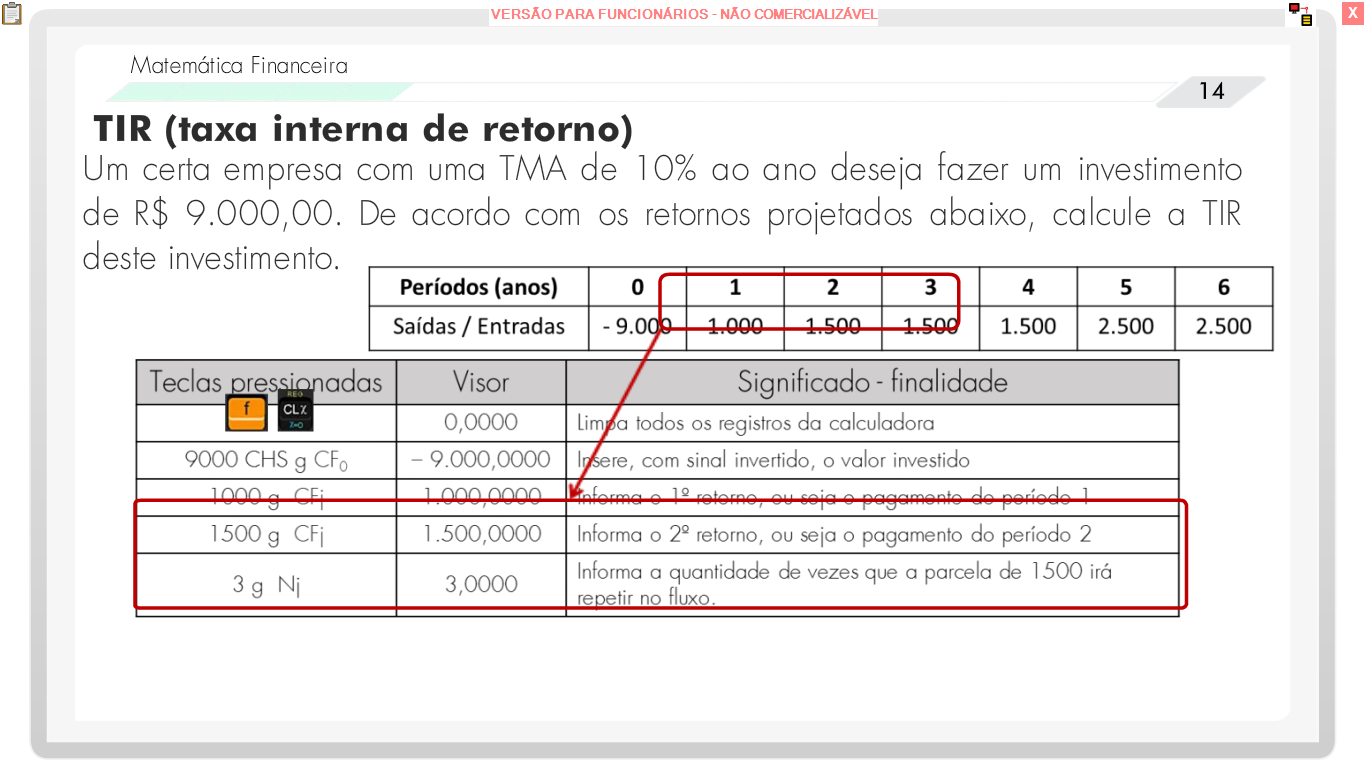 VERSÃO PARA FUNCIONÁRIOS - NÃO COMERCIALIZÁVEL
X
Matemática Financeira
14
TIR (taxa interna de retorno)
Um certa empresa com uma TMA de 10% ao ano deseja fazer um investimento
de R$ 9.000,00. De acordo com os retornos projetados abaixo, calcule a TIR
deste investimento.
Períodos (anos) 0 1 2 3 4 5 6
Saídas / Entradas - 9.000 1.000 1.500 1.500 1.500 2.500 2.500
Teclas pressionadas Visor Significado - finalidade
REG
f CLX 0,0000 Limpa todos os registros da calculadora
X=0
9000 CHS g CF₀ – 9.000,0000 Insere, com sinal invertido, o valor investido
1000 g CFj 1.000,0000 Informa o 1º retorno, ou seja o pagamento do período 1
1500 g CFj 1.500,0000 Informa o 2º retorno, ou seja o pagamento do período 2
3 g Nj 3,0000 Informa a quantidade de vezes que a parcela de 1500 irá
repetir no fluxo.